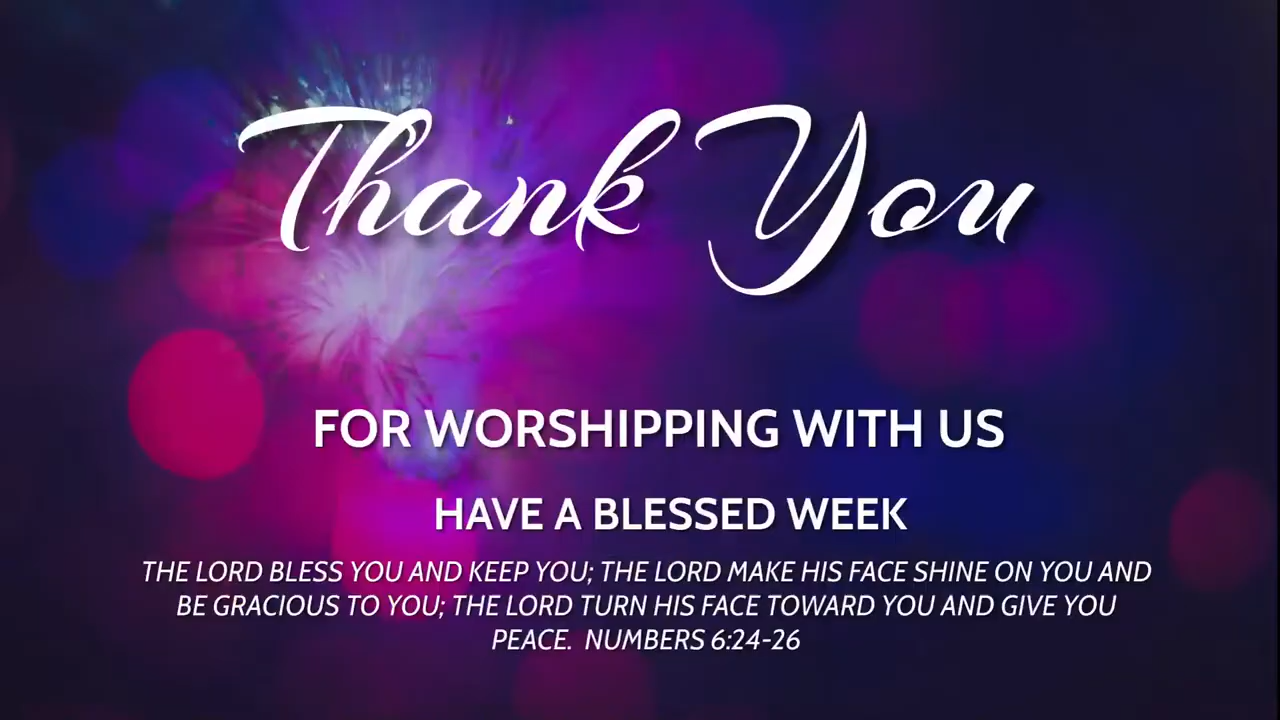 Thank You
FOR WORSHIPPING WITH US
HAVE A BLESSED WEEK
THE LORD BLESS YOU AND KEEP YOU; THE LORD MAKE HIS FACE SHINE ON YOU AND
BE GRACIOUS TO YOU; THE LORD TURN HIS FACE TOWARD YOU AND GIVE YOU
PEACE.  NUMBERS 6:24-26